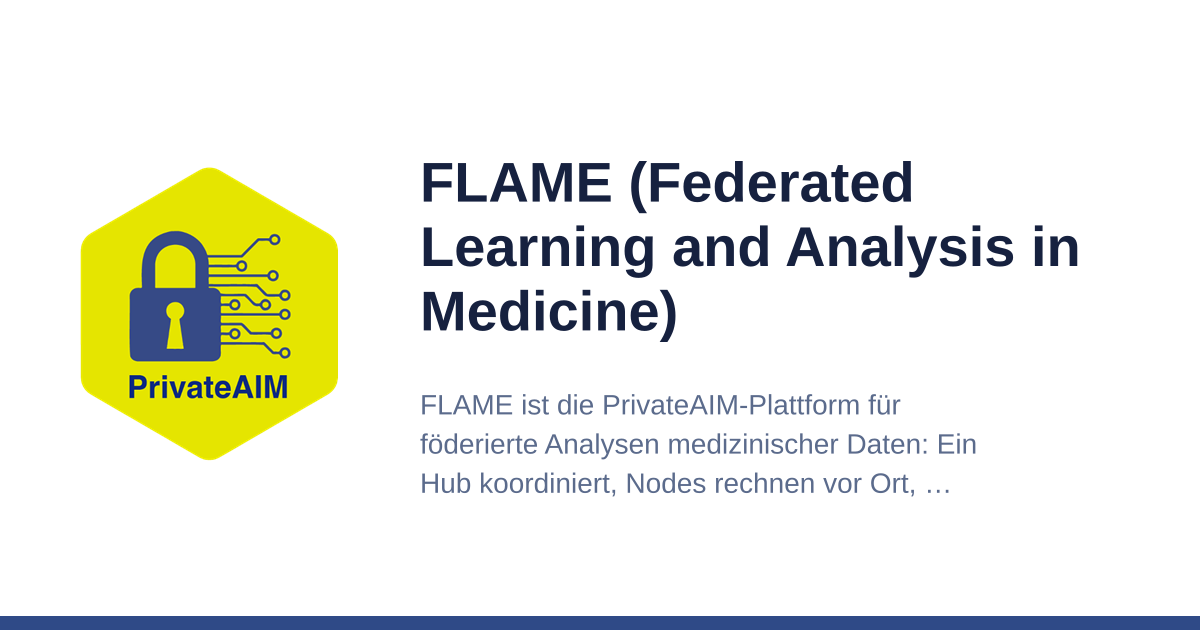 PrivateAIM
FLAME (Federated
Learning and Analysis in
Medicine)
FLAME ist die PrivateAIM-Plattform für
föderierte Analysen medizinischer Daten: Ein
Hub koordiniert, Nodes rechnen vor Ort, …